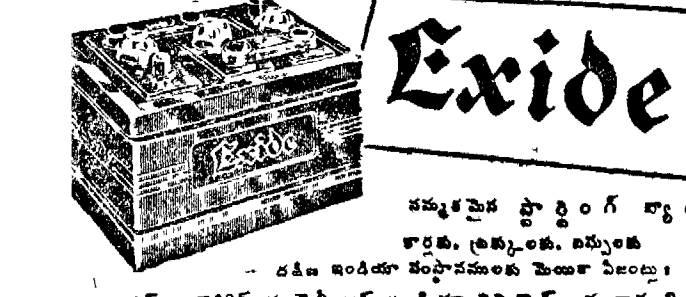 Exide
Exide
నమ్మకమైన స్టార్టింగ్
కార్లకు, ట్రక్కులకు, బస్సులకు
దక్షిణ ఇండియా సంస్థానములకు మెయిన్ ఏజంట్లు :